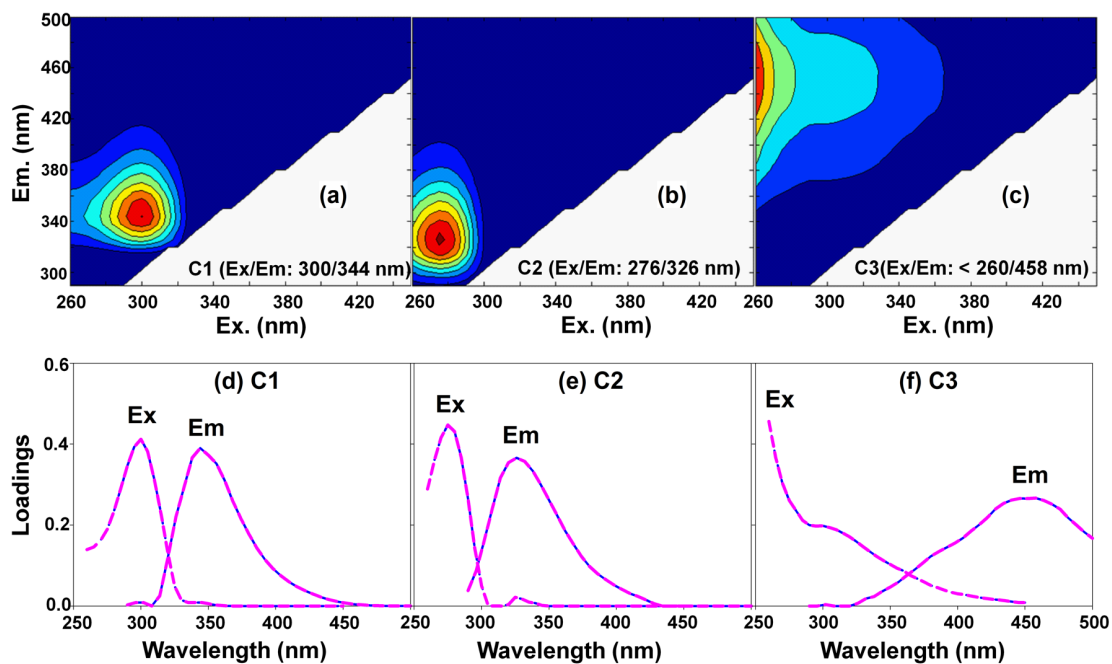 500
460
420
380
340
300
Em. (nm)
(a)
(b)
(c)
C1 (Ex/Em: 300/344 nm)
C2 (Ex/Em: 276/326 nm)
C3(Ex/Em: < 260/458 nm)
260 300 340 380 420 260 300 340 380 420 260 300 340 380 420
Ex. (nm) Ex. (nm) Ex. (nm)
0.6
0.4
0.2
0.0
Loadings
(d) C1
(e) C2
(f) C3
Ex
Em
Ex
Em
Ex
Em
250 300 350 400 450 250 300 350 400 450 250 300 350 400 450 500
Wavelength (nm) Wavelength (nm) Wavelength (nm)